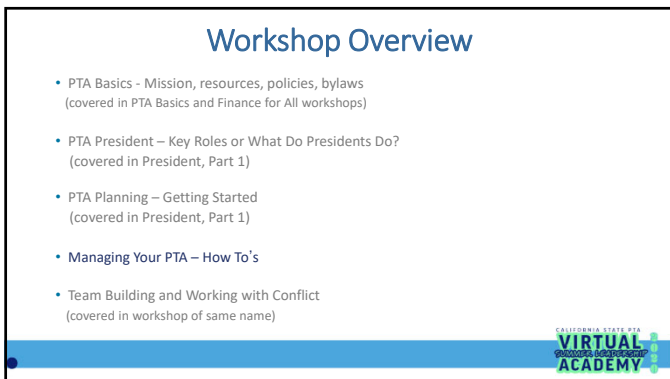 Workshop Overview
• PTA Basics - Mission, resources, policies, bylaws
(covered in PTA Basics and Finance for All workshops)
• PTA President – Key Roles or What Do Presidents Do?
(covered in President, Part 1)
• PTA Planning – Getting Started
(covered in President, Part 1)
• Managing Your PTA – How To's
• Team Building and Working with Conflict
(covered in workshop of same name)
CALIFORNIA STATE PTA
VIRTUAL
SUMMER LEADERSHIP
ACADEMY
2020